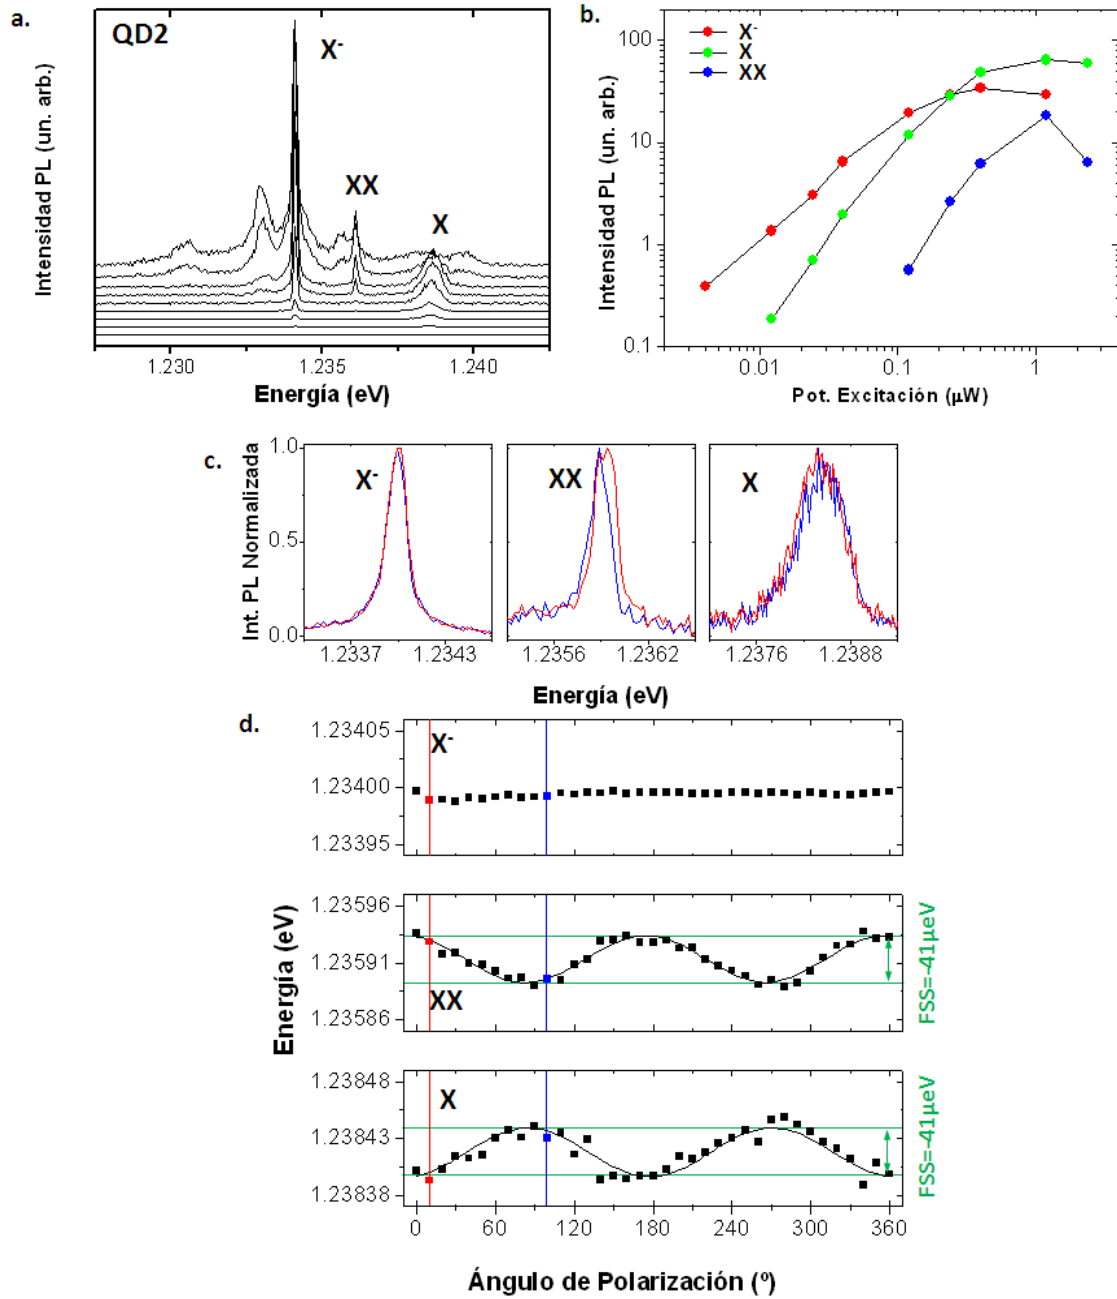 a.
QD2
X-
XX
X
Intensidad PL (un. arb.)
1.230
1.235
1.240
Energía (eV)
b.
X-
X
XX
100
10
1
0.1
Intensidad PL (un. arb.)
0.01
0.1
1
Pot. Excitación (µW)
c.
Int. PL Normalizada
1.0
0.5
0.0
X-
XX
X
1.2337
1.2343
1.2356
1.2362
1.2376
1.2388
Energía (eV)
d.
Energía (eV)
1.23405
1.23400
1.23395
X-
1.23596
1.23591
1.23586
XX
FSS=-41µeV
1.23848
1.23843
1.23838
X
FSS=-41µeV
0
60
120
180
240
300
360
Ángulo de Polarización (º)